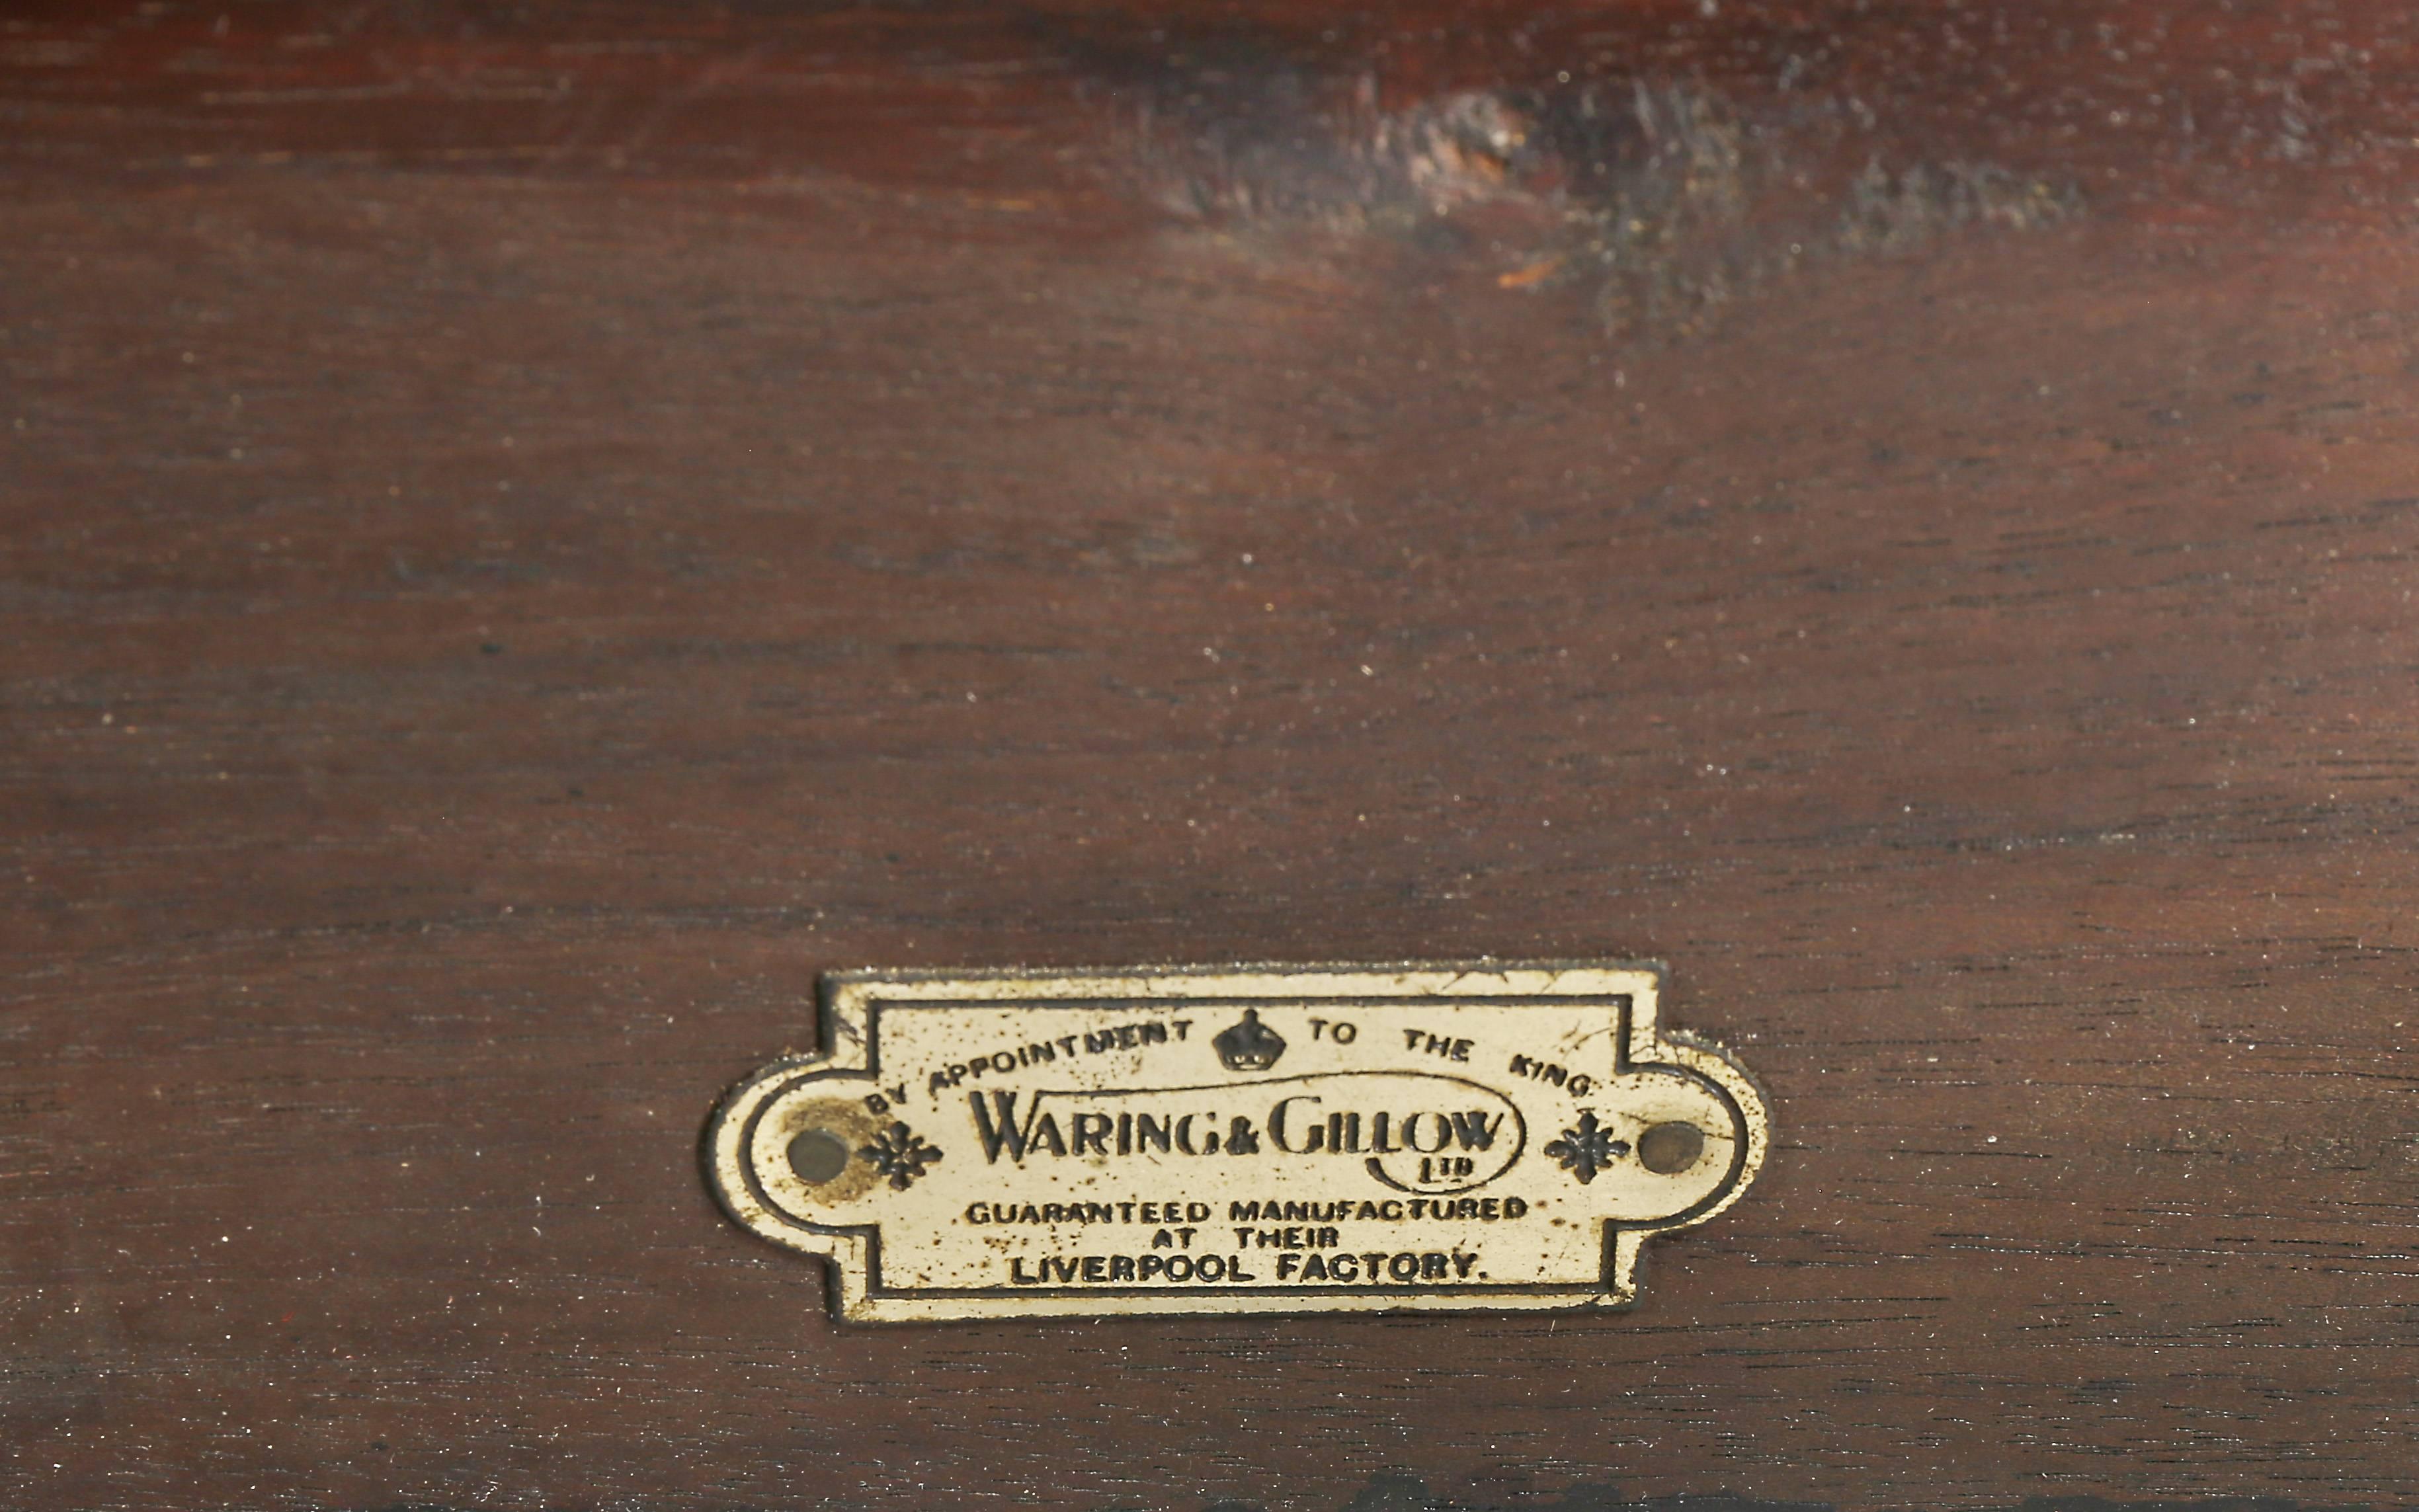 BY APPOINTMENT TO THE KING
WARING & GILLOW
LTD
GUARANTEED MANUFACTURED
AT THEIR
LIVERPOOL FACTORY.